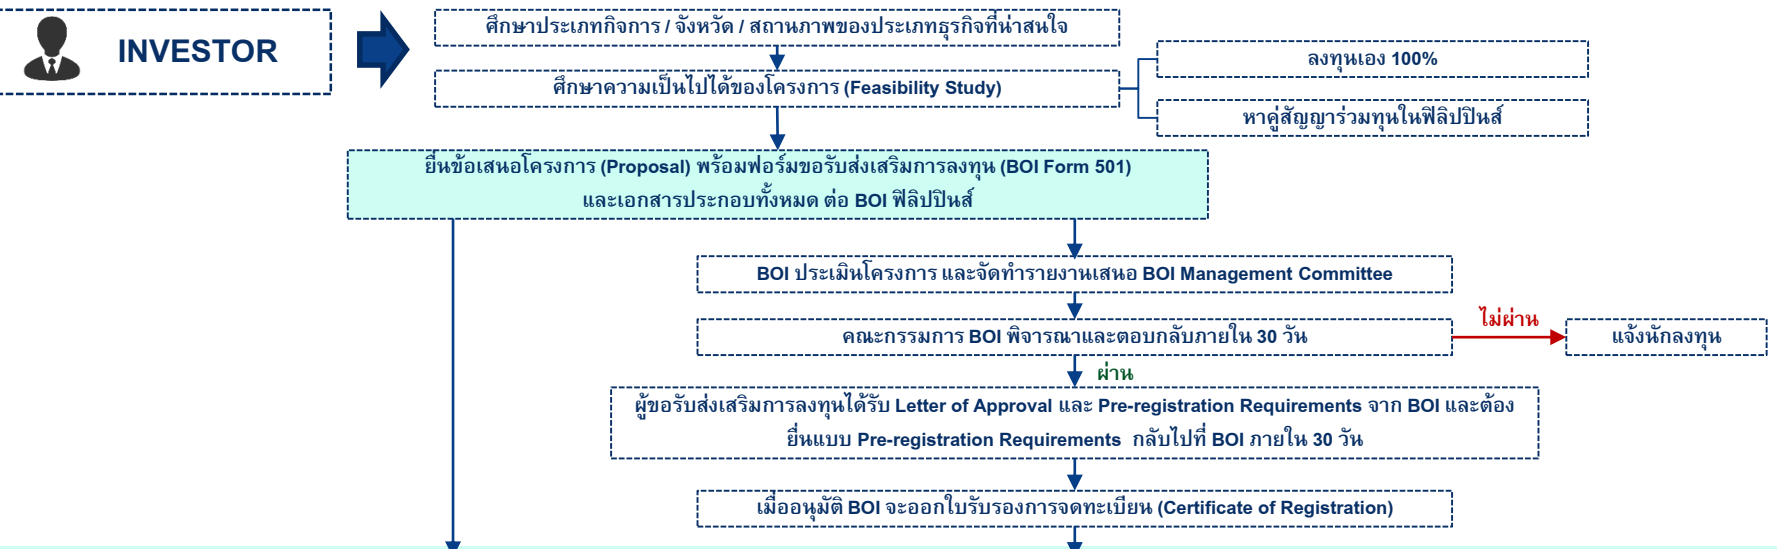 INVESTOR
ศึกษาประเภทกิจการ / จังหวัด / สถานภาพของประเภทธุรกิจที่น่าสนใจ
ศึกษาความเป็นไปได้ของโครงการ (Feasibility Study)
ลงทุนเอง 100%
หาคู่สัญญาร่วมทุนในฟิลิปปินส์
ยื่นข้อเสนอโครงการ (Proposal) พร้อมฟอร์มขอรับส่งเสริมการลงทุน (BOI Form 501)
และเอกสารประกอบทั้งหมด ต่อ BOI ฟิลิปปินส์
BOI ประเมินโครงการ และจัดทำรายงานเสนอ BOI Management Committee
คณะกรรมการ BOI พิจารณาและตอบกลับภายใน 30 วัน
ไม่ผ่าน
แจ้งนักลงทุน
ผ่าน
ผู้ขอรับส่งเสริมการลงทุนได้รับ Letter of Approval และ Pre-registration Requirements จาก BOI และต้อง
ยื่นแบบ Pre-registration Requirements กลับไปที่ BOI ภายใน 30 วัน
เมื่ออนุมัติ BOI จะออกใบรับรองการจดทะเบียน (Certificate of Registration)